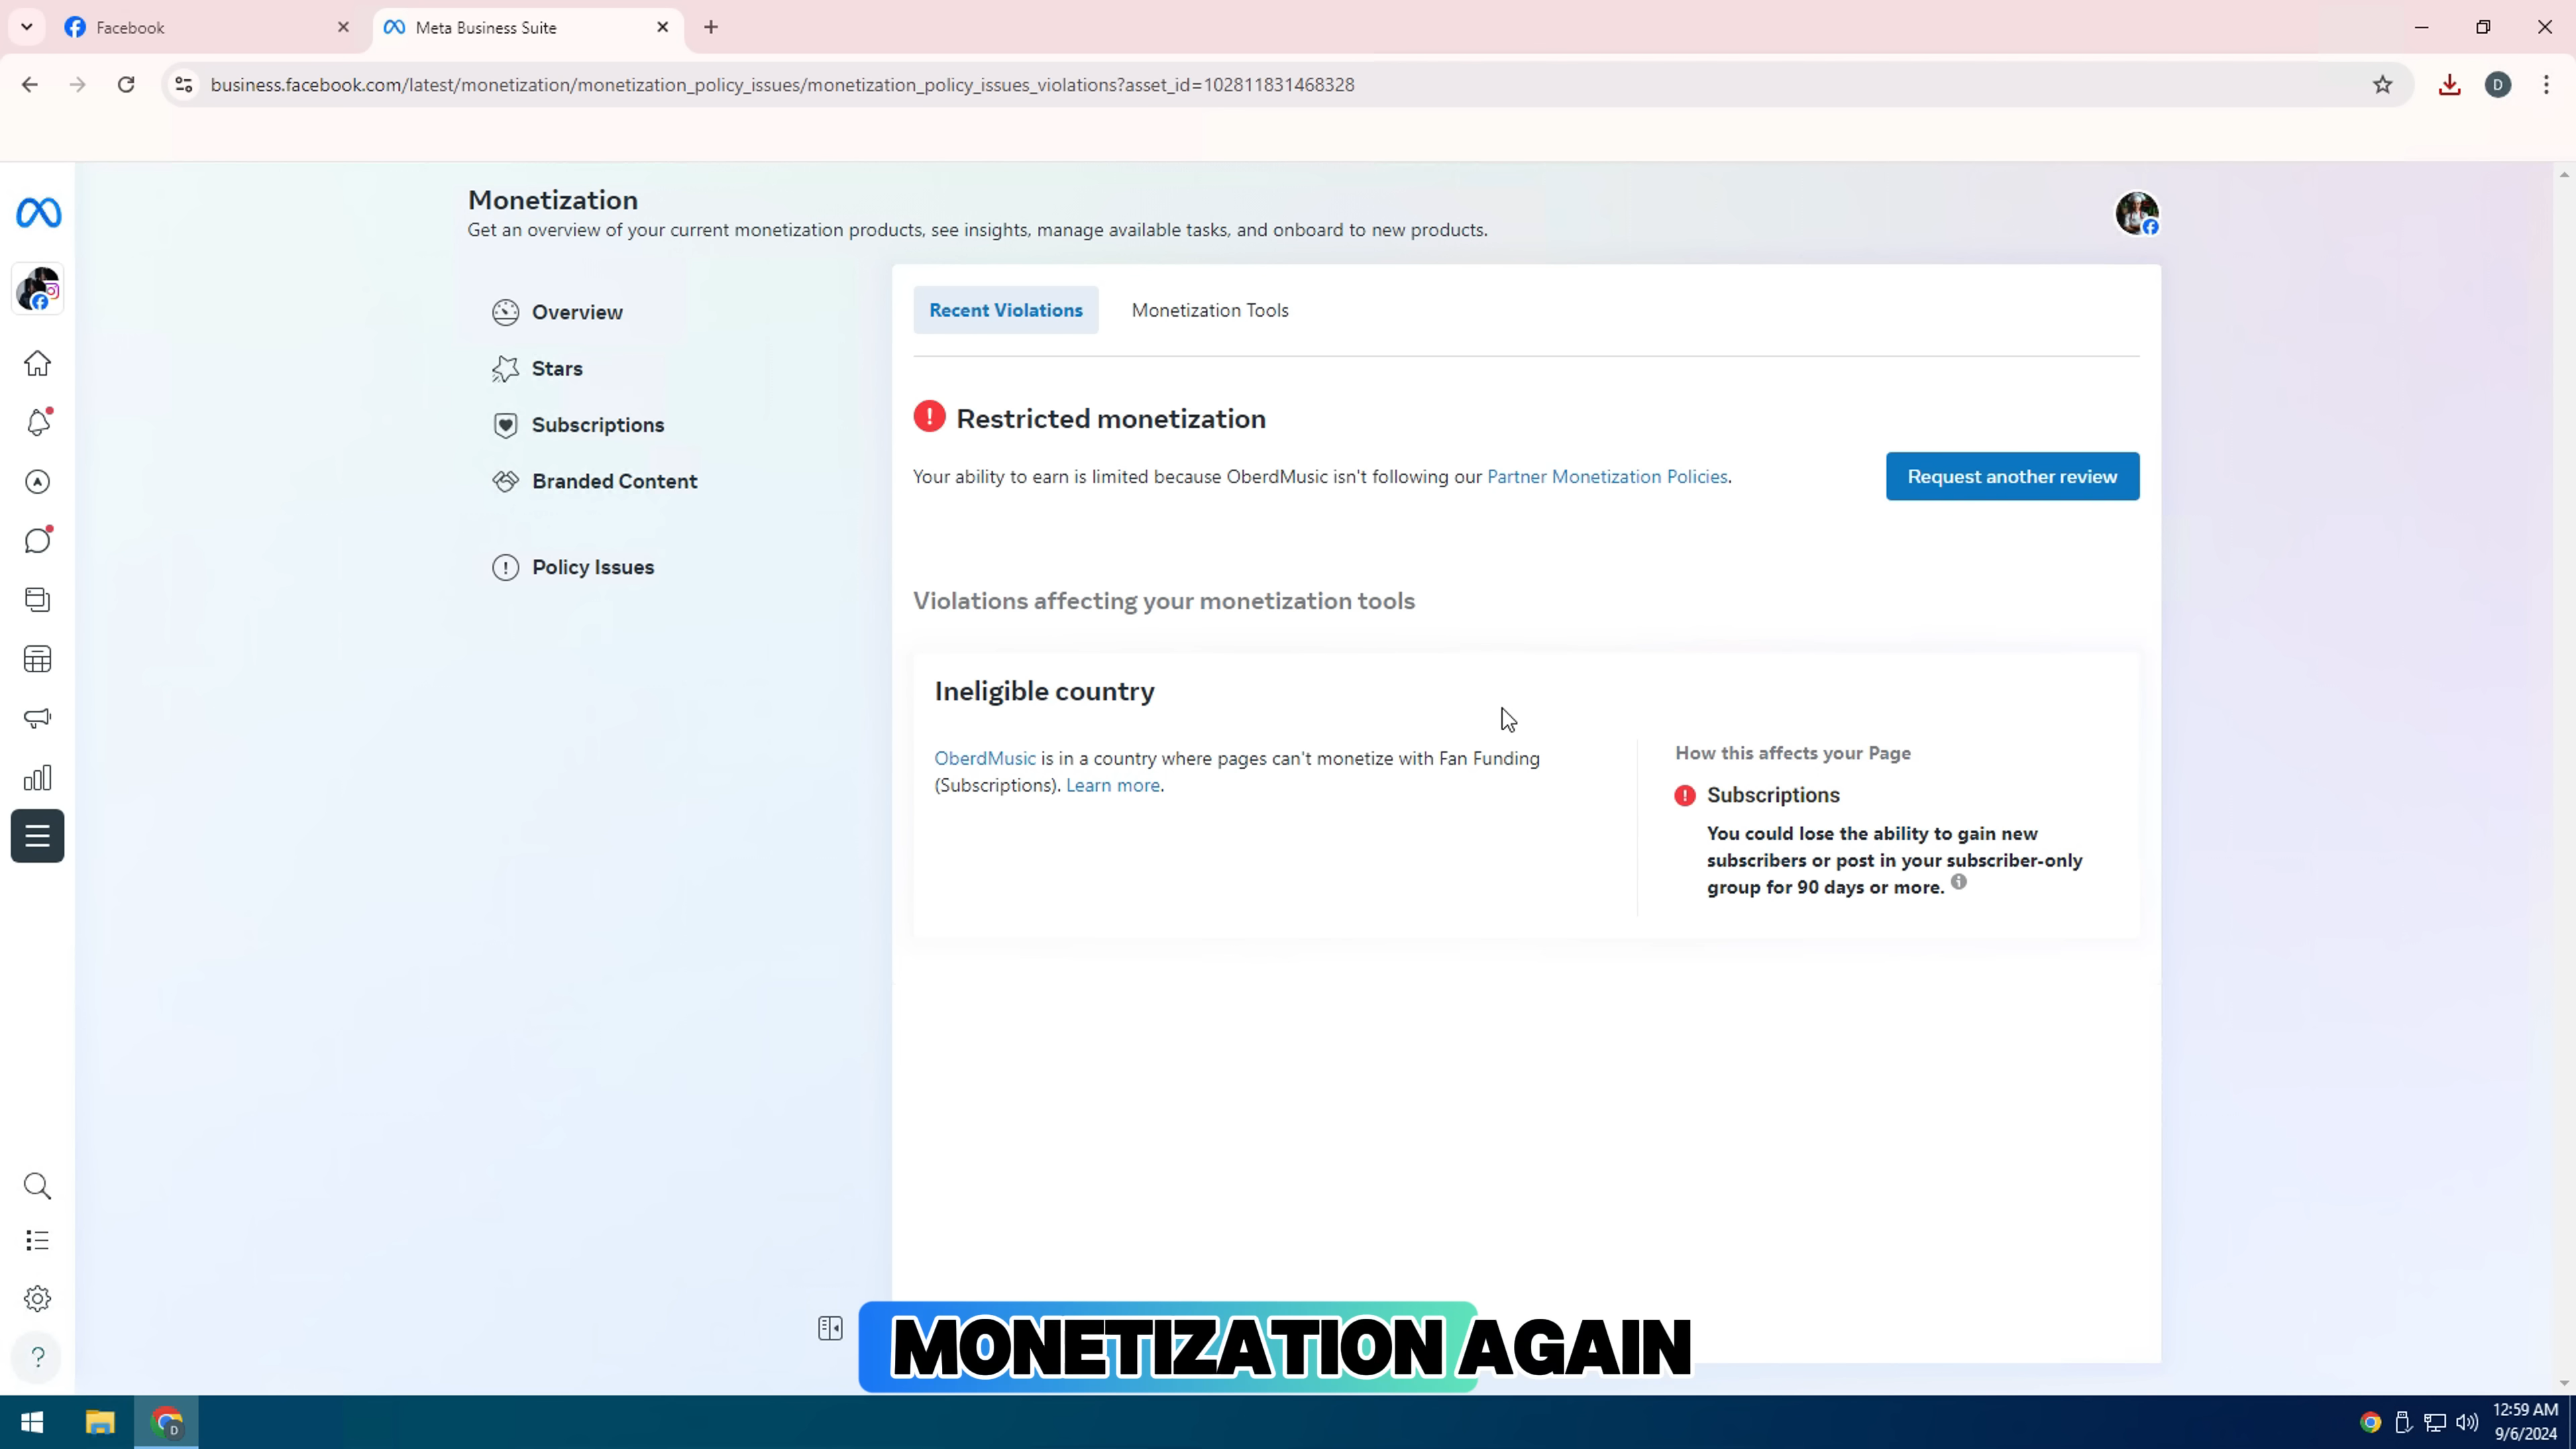 Facebook
Meta Business Suite
business.facebook.com/latest/monetization/monetization_policy_issues/monetization_policy_issues_violations?asset_id=102811831468328
D
Monetization
Get an overview of your current monetization products, see insights, manage available tasks, and onboard to new products.
Overview
Stars
Subscriptions
Branded Content
Policy Issues
Recent Violations
Monetization Tools
Restricted monetization
Your ability to earn is limited because OberdMusic isn't following our Partner Monetization Policies.
Request another review
Violations affecting your monetization tools
Ineligible country
OberdMusic is in a country where pages can't monetize with Fan Funding
(Subscriptions). Learn more.
How this affects your Page
Subscriptions
You could lose the ability to gain new
subscribers or post in your subscriber-only
group for 90 days or more.
MONETIZATION AGAIN
D
12:59 AM
9/6/2024